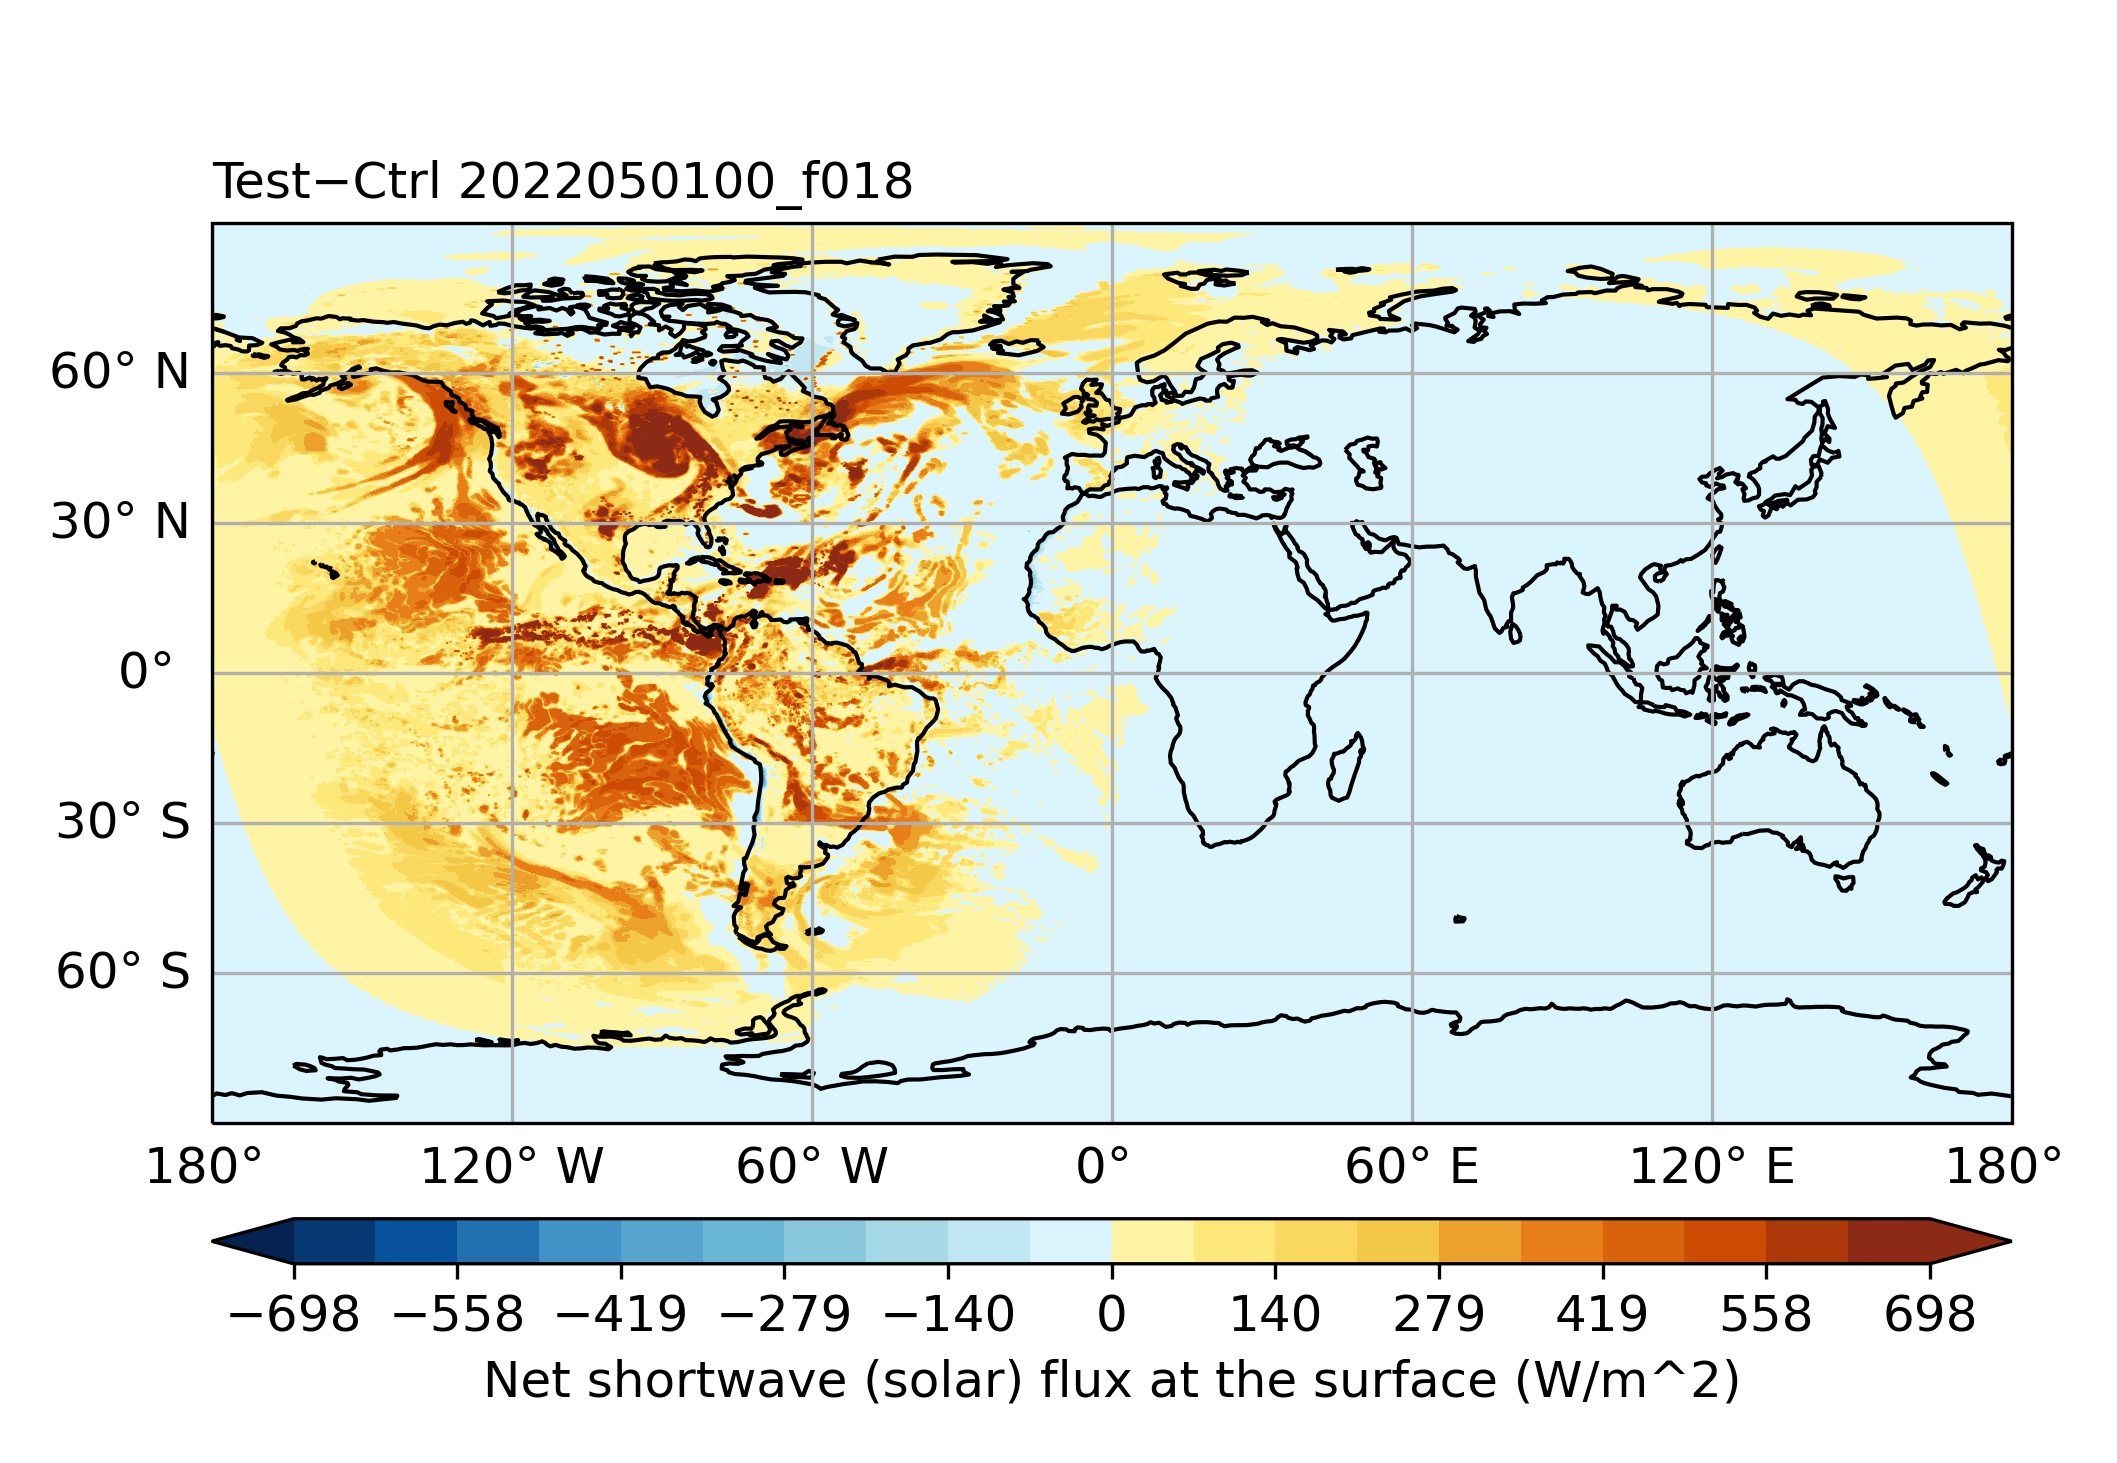 Test−Ctrl 2022050100_f018
60° N
30° N
0°
30° S
60° S
180° 120° W 60° W 0° 60° E 120° E 180°
−698 −558 −419 −279 −140 0 140 279 419 558 698
Net shortwave (solar) flux at the surface (W/m^2)